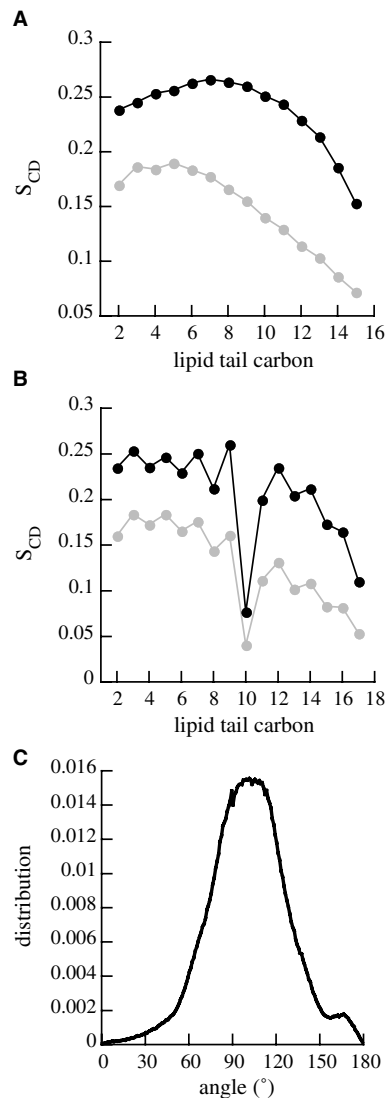 A
0.3
0.25
0.2
0.15
0.1
0.05
S_CD
2 4 6 8 10 12 14 16
lipid tail carbon
B
0.3
0.25
0.2
0.15
0.1
0.05
0
S_CD
2 4 6 8 10 12 14 16 18
lipid tail carbon
C
0.016
0.014
0.012
0.01
0.008
0.006
0.004
0.002
0
distribution
0 30 60 90 120 150 180
angle (°)